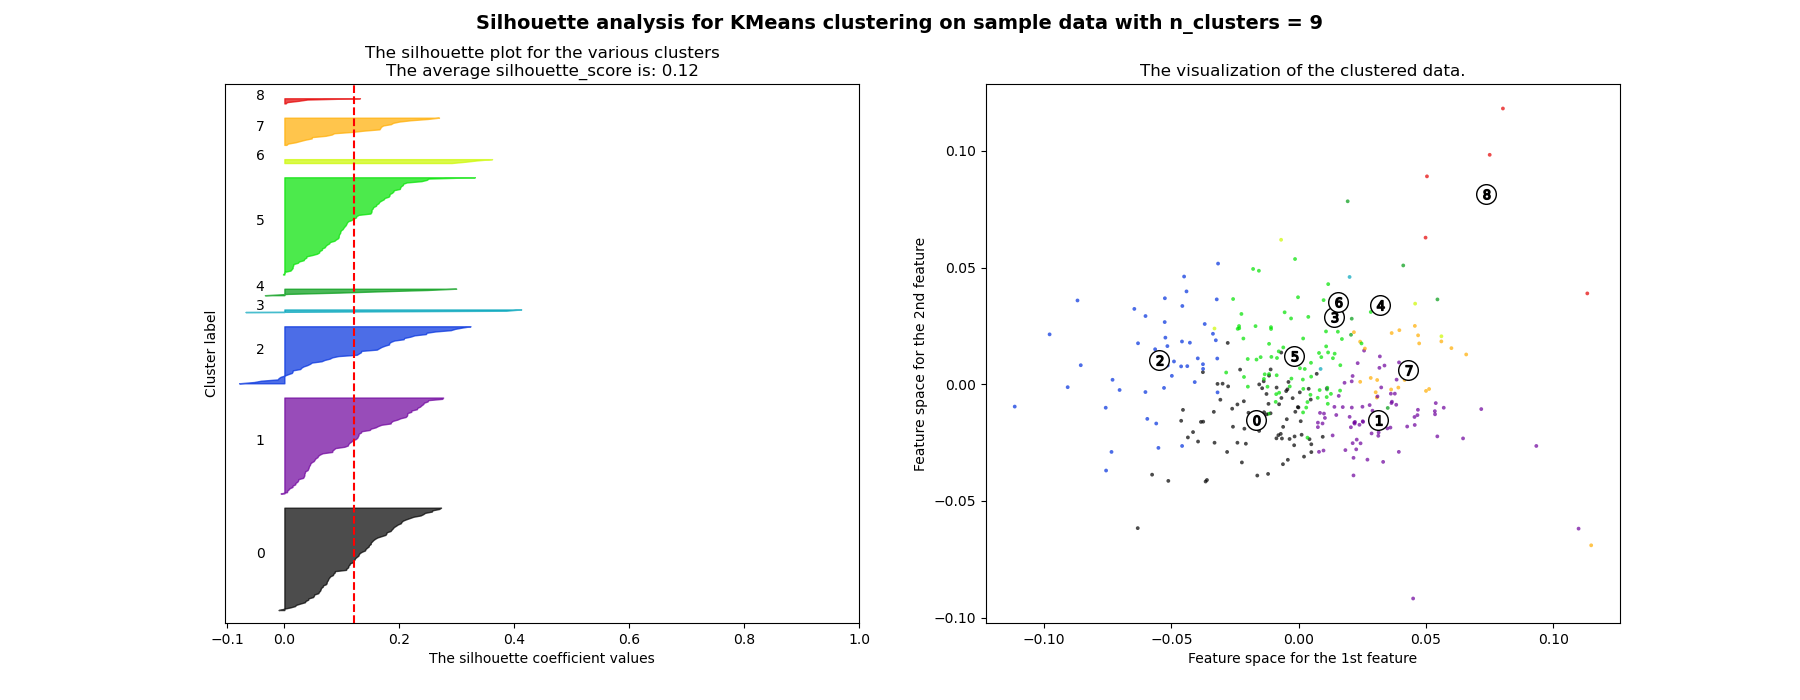 Silhouette analysis for KMeans clustering on sample data with n_clusters = 9
The silhouette plot for the various clusters
The average silhouette_score is: 0.12
8
7
6
5
4
3
2
1
0
Cluster label
−0.1 0.0 0.2 0.4 0.6 0.8 1.0
The silhouette coefficient values
The visualization of the clustered data.
0.10
0.05
0.00
−0.05
−0.10
Feature space for the 2nd feature
8
6
4
3
5
2
7
0
1
−0.10 −0.05 0.00 0.05 0.10
Feature space for the 1st feature